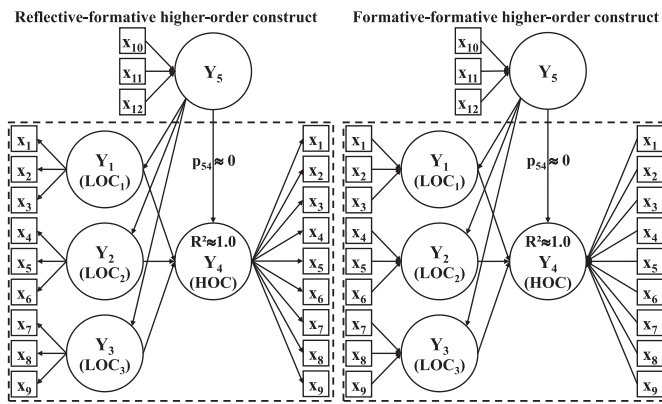 Reflective-formative higher-order construct
x10
x11
x12
Y5
x1
x2
x3
x4
x5
x6
x7
x8
x9
Y1
(LOC1)
Y2
(LOC2)
Y3
(LOC3)
p54≈ 0
R²≈1.0
Y4
(HOC)
x1
x2
x3
x4
x5
x6
x7
x8
x9
Formative-formative higher-order construct
x10
x11
x12
Y5
x1
x2
x3
x4
x5
x6
x7
x8
x9
Y1
(LOC1)
Y2
(LOC2)
Y3
(LOC3)
p54≈ 0
R²≈1.0
Y4
(HOC)
x1
x2
x3
x4
x5
x6
x7
x8
x9